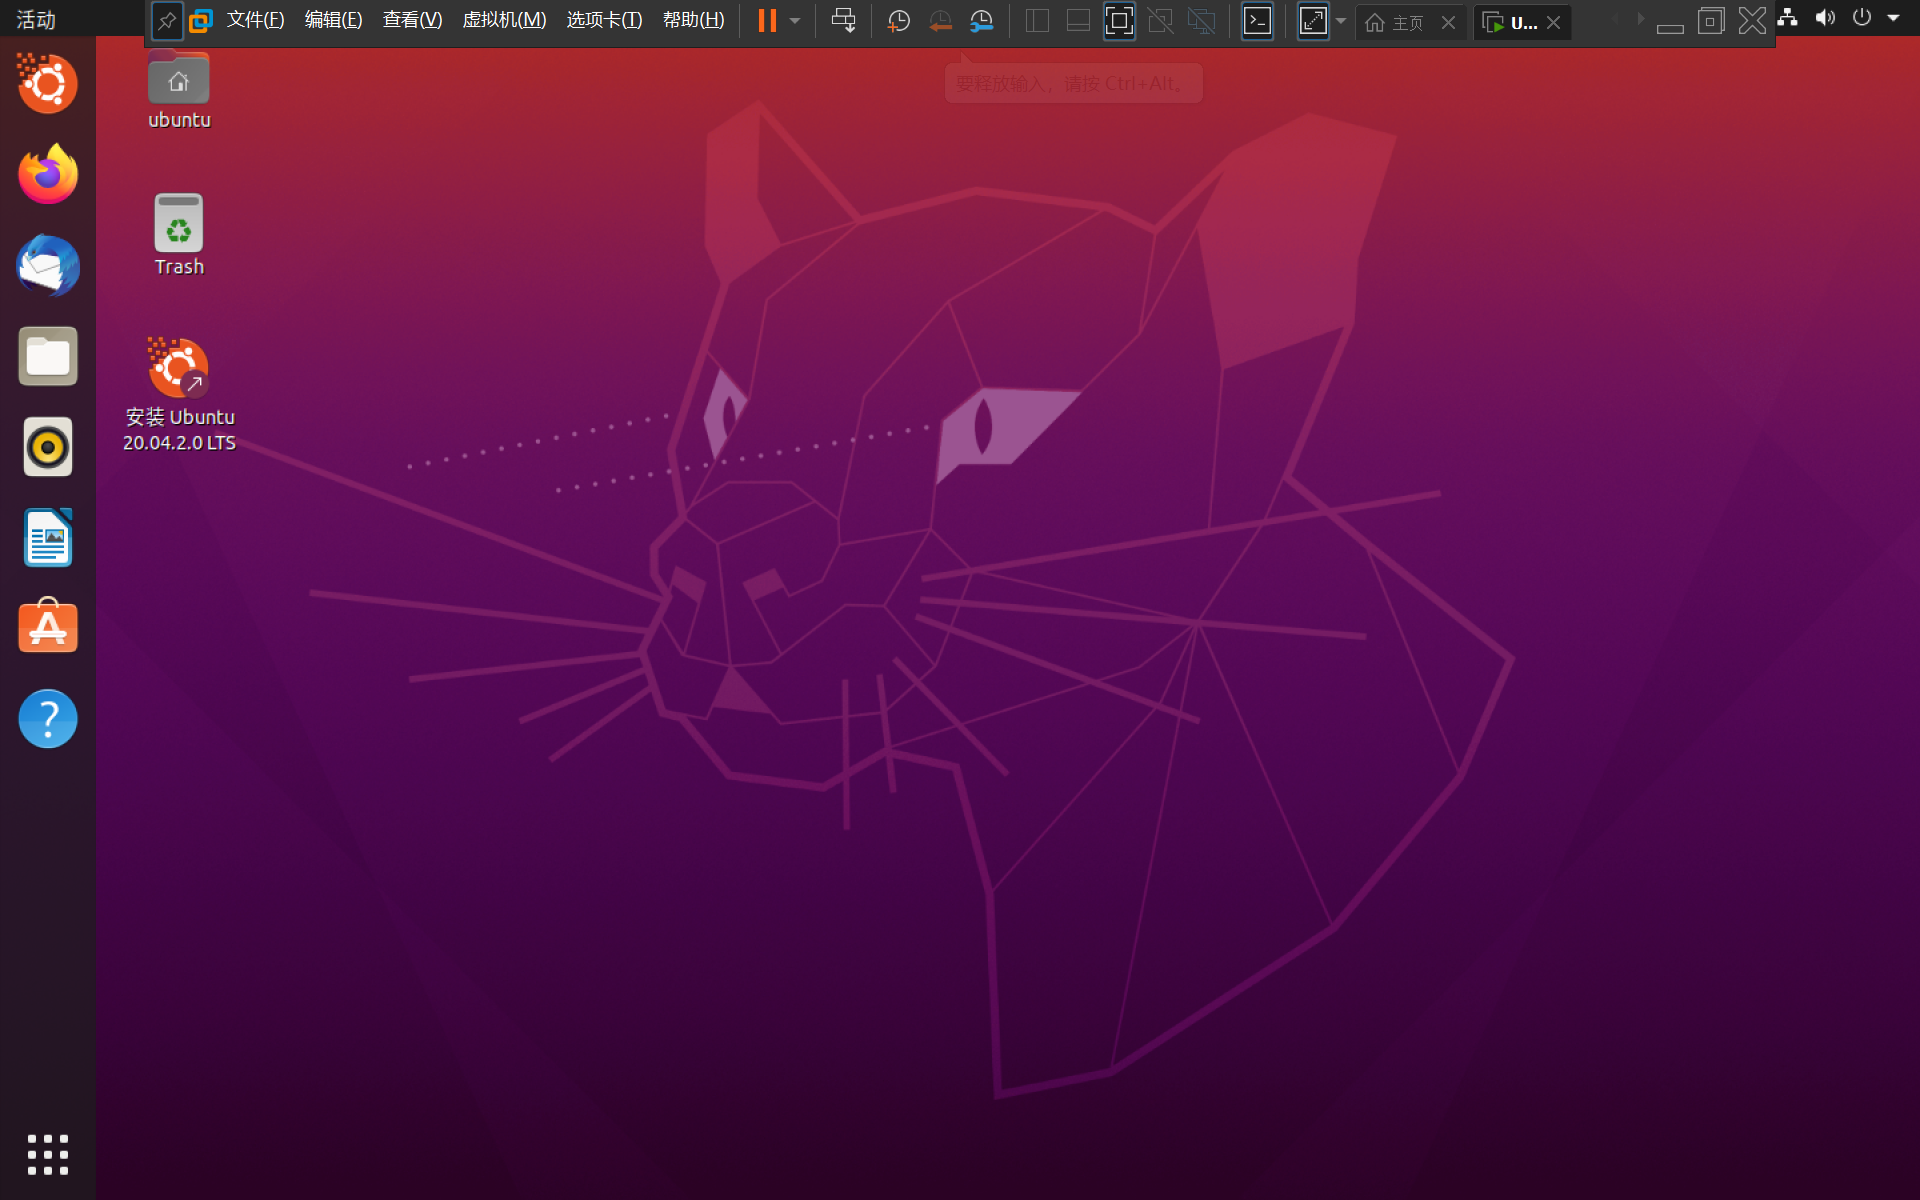 活动
文件(F) 编辑(E) 查看(V) 虚拟机(M) 选项卡(T) 帮助(H)
主页
U...
要释放输入，请按 Ctrl+Alt。
ubuntu
Trash
安装 Ubuntu
20.04.2.0 LTS